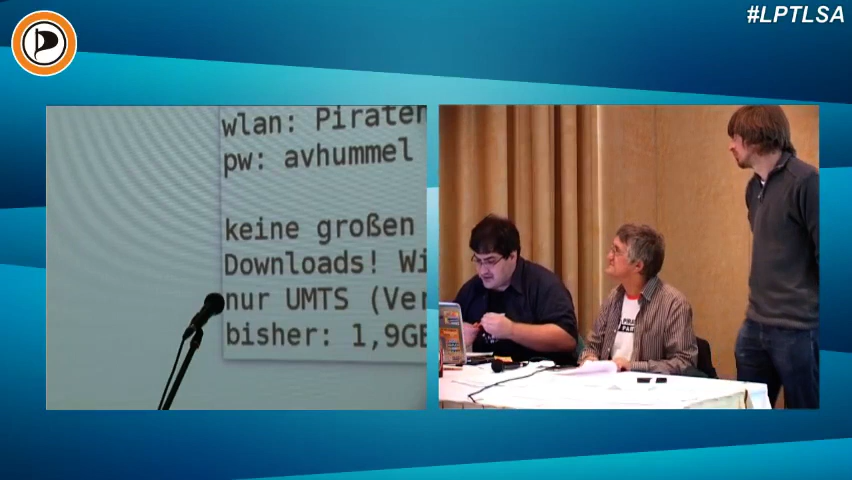 #LPTLSA
wlan: Piraten
pw: avhummel
keine großen
Downloads! Wi
nur UMTS (Ver
bisher: 1,9GB